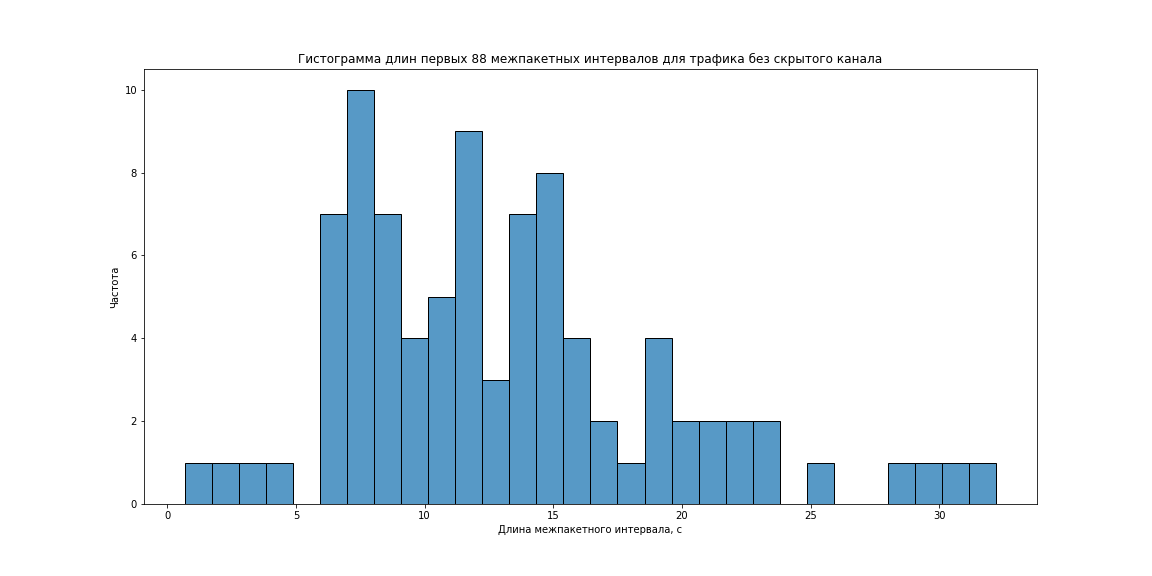 Гистограмма длин первых 88 межпакетных интервалов для трафика без скрытого канала
10
8
6
4
2
0
Частота
0 5 10 15 20 25 30
Длина межпакетного интервала, с